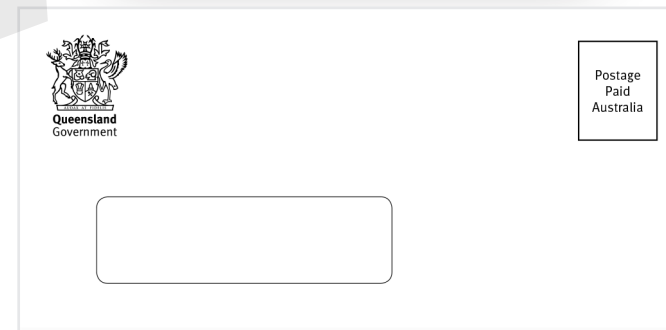 Queensland
Government
Postage
Paid
Australia